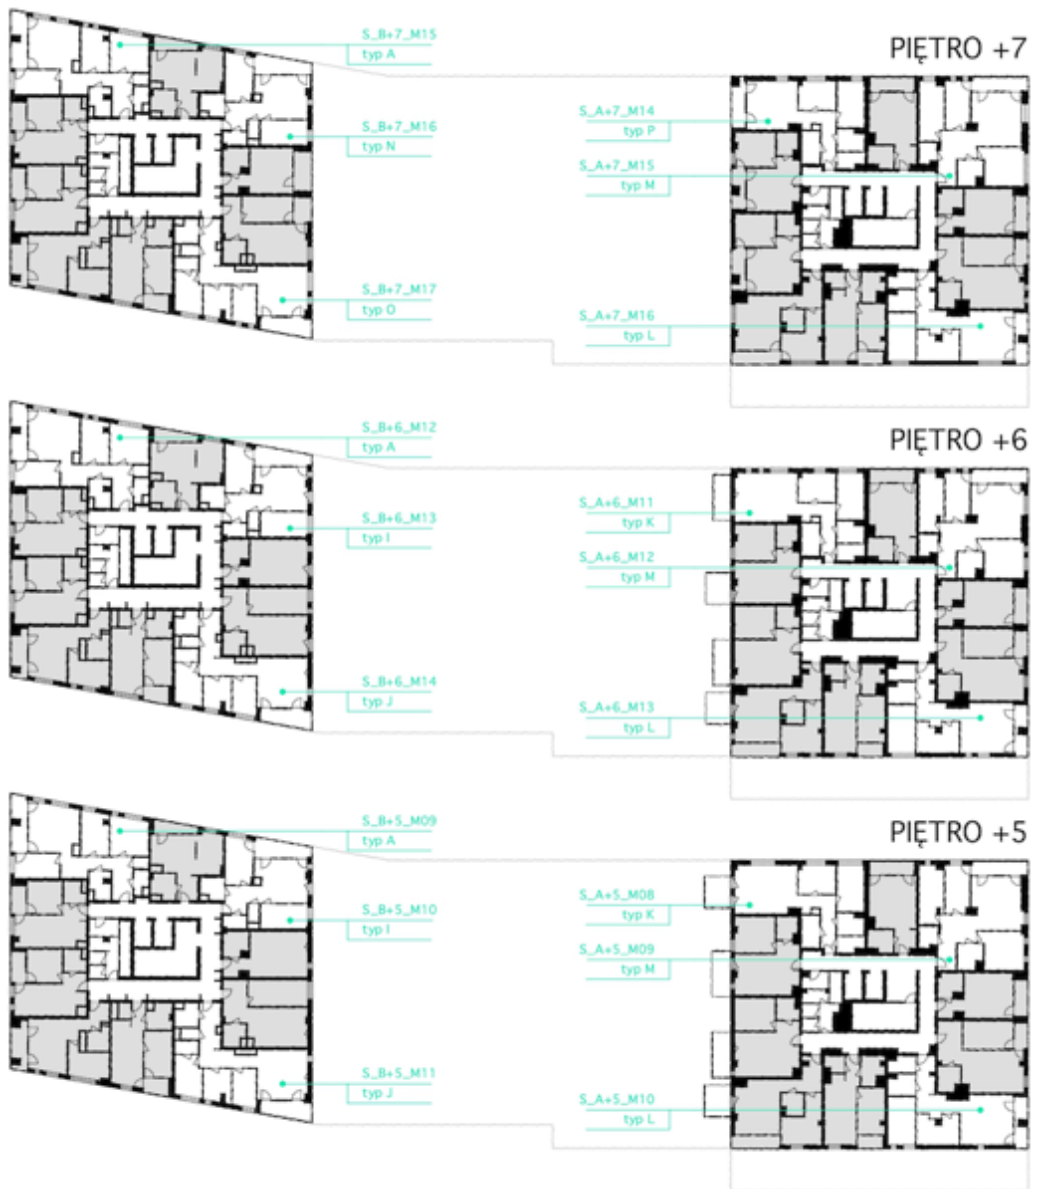 PIĘTRO +7
S_B+7_M15
typ A
S_B+7_M16
typ N
S_B+7_M17
typ O
S_A+7_M14
typ P
S_A+7_M15
typ M
S_A+7_M16
typ L
PIĘTRO +6
S_B+6_M12
typ A
S_B+6_M13
typ I
S_B+6_M14
typ J
S_A+6_M11
typ K
S_A+6_M12
typ M
S_A+6_M13
typ L
PIĘTRO +5
S_B+5_M09
typ A
S_B+5_M10
typ I
S_B+5_M11
typ J
S_A+5_M08
typ K
S_A+5_M09
typ M
S_A+5_M10
typ L